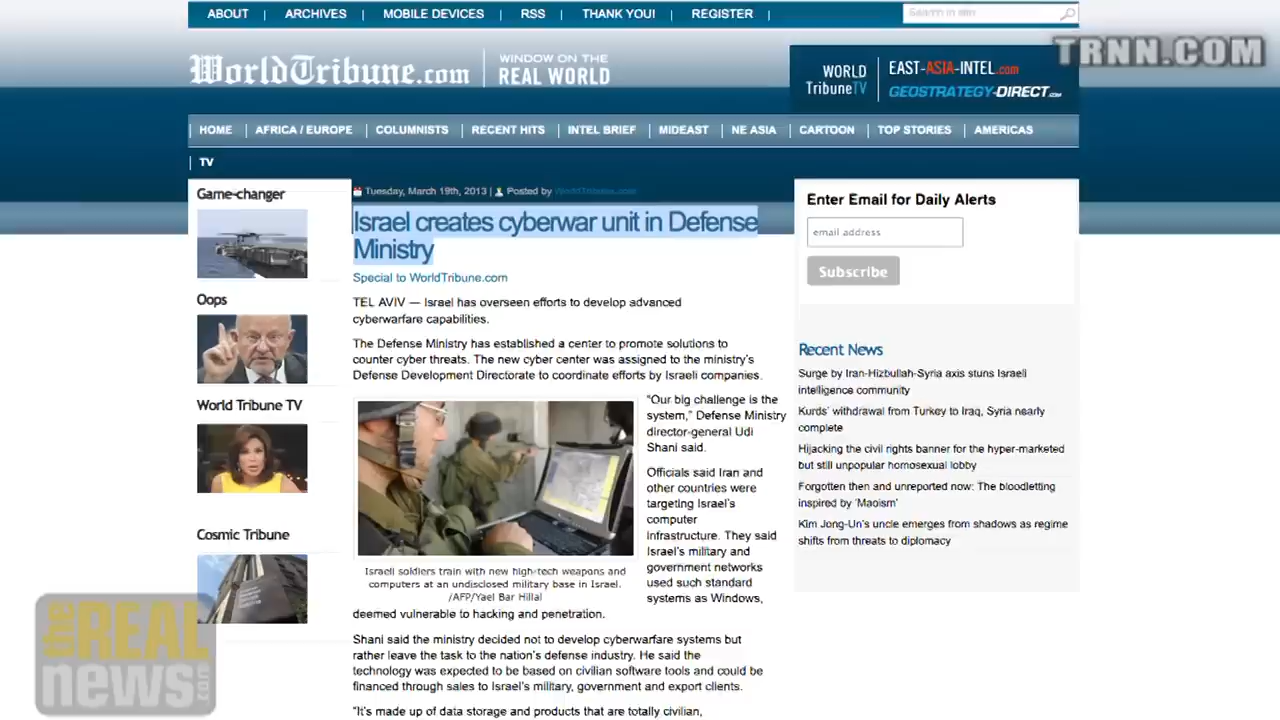 ABOUT | ARCHIVES | MOBILE DEVICES | RSS | THANK YOU! | REGISTER |
Search in site
TRNN.COM
WorldTribune.com
WINDOW ON THE
REAL WORLD
WORLD
TribuneTV
EAST-ASIA-INTEL.com
GEOSTRATEGY-DIRECT.com
HOME | AFRICA / EUROPE | COLUMNISTS | RECENT HITS | INTEL BRIEF | MIDEAST | NE ASIA | CARTOON | TOP STORIES | AMERICAS
TV
Game-changer
Oops
World Tribune TV
Cosmic Tribune
Tuesday, March 19th, 2013 | Posted by WorldTribune.com
Israel creates cyberwar unit in Defense
Ministry
Special to WorldTribune.com
TEL AVIV — Israel has overseen efforts to develop advanced
cyberwarfare capabilities.
The Defense Ministry has established a center to promote solutions to
counter cyber threats. The new cyber center was assigned to the ministry's
Defense Development Directorate to coordinate efforts by Israeli companies.
"Our big challenge is the
system," Defense Ministry
director-general Udi
Shani said.
Officials said Iran and
other countries were
targeting Israel's
computer
infrastructure. They said
Israel's military and
government networks
used such standard
systems as Windows,
deemed vulnerable to hacking and penetration.
Israeli soldiers train with new high-tech weapons and
computers at an undisclosed military base in Israel.
/AFP/Yael Bar Hillal
Shani said the ministry decided not to develop cyberwarfare systems but
rather leave the task to the nation's defense industry. He said the
technology was expected to be based on civilian software tools and could be
financed through sales to Israel's military, government and export clients.
"It's made up of data storage and products that are totally civilian,
Enter Email for Daily Alerts
email address
Subscribe
Recent News
Surge by Iran-Hizbullah-Syria axis stuns Israeli
intelligence community
Kurds' withdrawal from Turkey to Iraq, Syria nearly
complete
Hijacking the civil rights banner for the hyper-marketed
but still unpopular homosexual lobby
Forgotten then and unreported now: The bloodletting
inspired by 'Maoism'
Kim Jong-Un's uncle emerges from shadows as regime
shifts from threats to diplomacy
the REAL
news.com